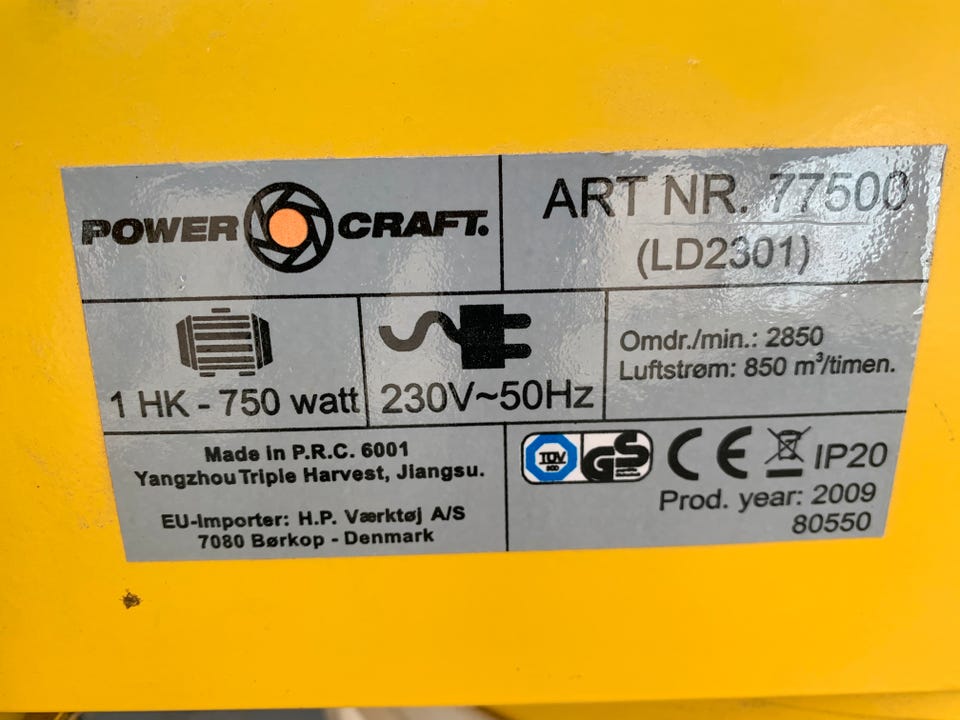 POWER CRAFT.
ART NR. 77500
(LD2301)
1 HK - 750 watt
230V~50Hz
Omdr./min.: 2850
Luftstrøm: 850 m³/timen.
Made in P.R.C. 6001
Yangzhou Triple Harvest, Jiangsu.
EU-Importer: H.P. Værktøj A/S
7080 Børkop - Denmark
TÜV
GS
CE IP20
Prod. year: 2009
80550